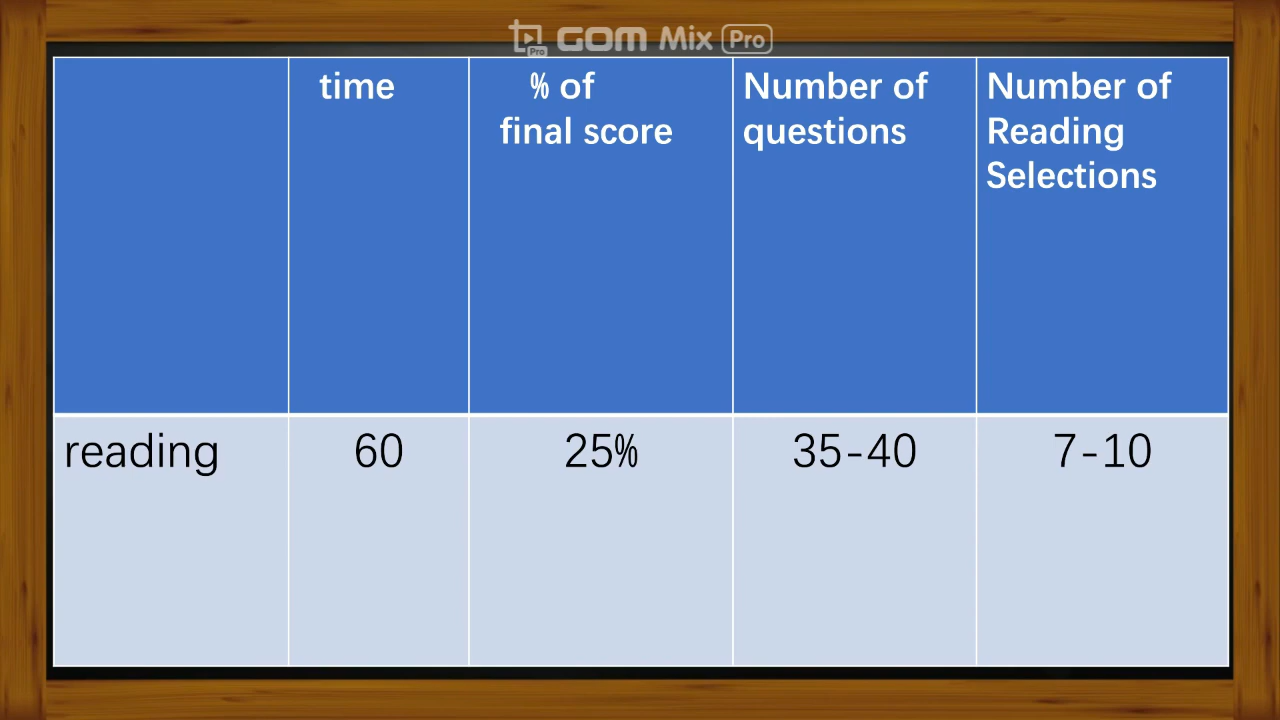 GOM Mix Pro
Pro
time
% of
final score
Number of
questions
Number of
Reading
Selections
reading 60 25% 35-40 7-10